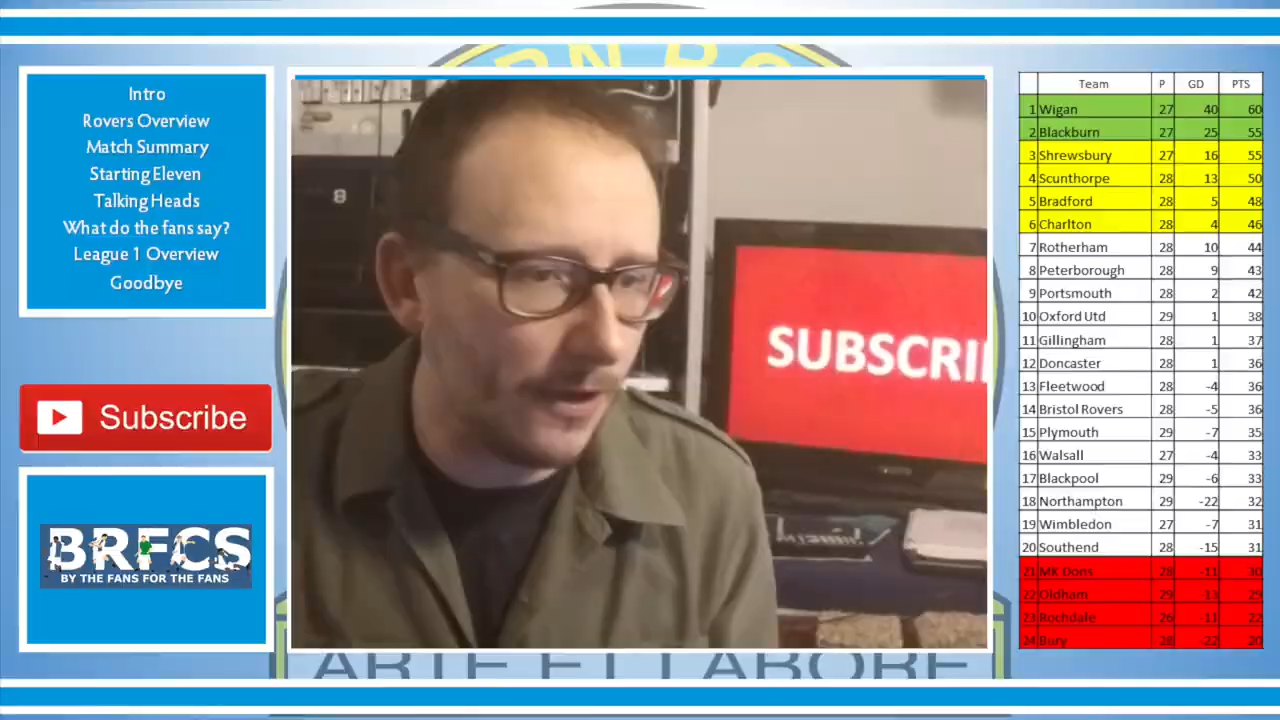 RN RO
Intro
Rovers Overview
Match Summary
Starting Eleven
Talking Heads
What do the fans say?
League 1 Overview
Goodbye
Subscribe
BRFCS
BY THE FANS FOR THE FANS
8
SUBSCRI
ARTE ET LABORE
Team P GD PTS
1 Wigan 27 40 60
2 Blackburn 27 25 55
3 Shrewsbury 27 16 55
4 Scunthorpe 28 13 50
5 Bradford 28 5 48
6 Charlton 28 4 46
7 Rotherham 28 10 44
8 Peterborough 28 9 43
9 Portsmouth 28 2 42
10 Oxford Utd 29 1 38
11 Gillingham 28 1 37
12 Doncaster 28 1 36
13 Fleetwood 28 -4 36
14 Bristol Rovers 28 -5 36
15 Plymouth 29 -7 35
16 Walsall 27 -4 33
17 Blackpool 29 -6 33
18 Northampton 29 -22 32
19 Wimbledon 27 -7 31
20 Southend 28 -15 31
21 MK Dons 28 -11 30
22 Oldham 29 -13 29
23 Rochdale 26 -11 22
24 Bury 28 -22 20